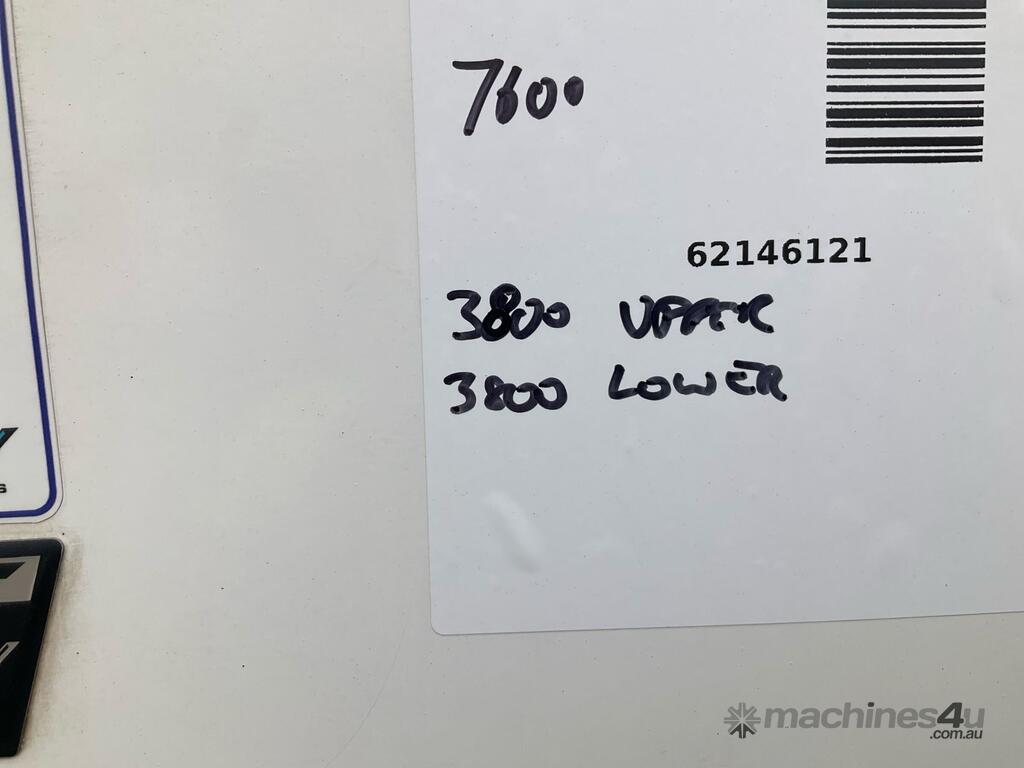 7600
62146121
3800 UPPER
3800 LOWER
machines4u
.com.au